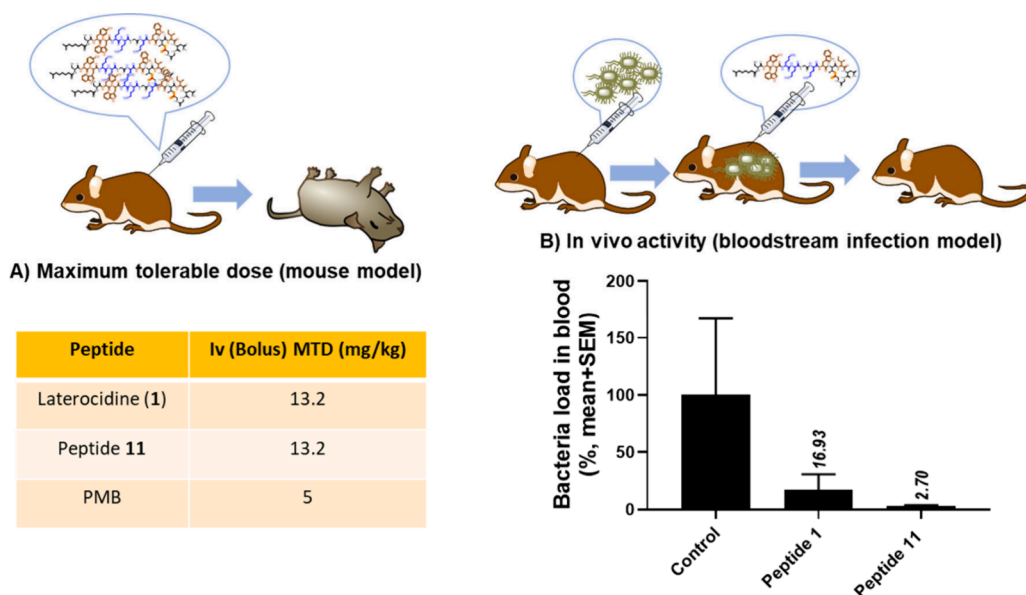 A) Maximum tolerable dose (mouse model)
Peptide Iv (Bolus) MTD (mg/kg)
Laterocidine (1) 13.2
Peptide 11 13.2
PMB 5
B) In vivo activity (bloodstream infection model)
Bacteria load in blood
(%, mean+SEM)
200
150
100
50
0
16.93
2.70
Control
Peptide 1
Peptide 11